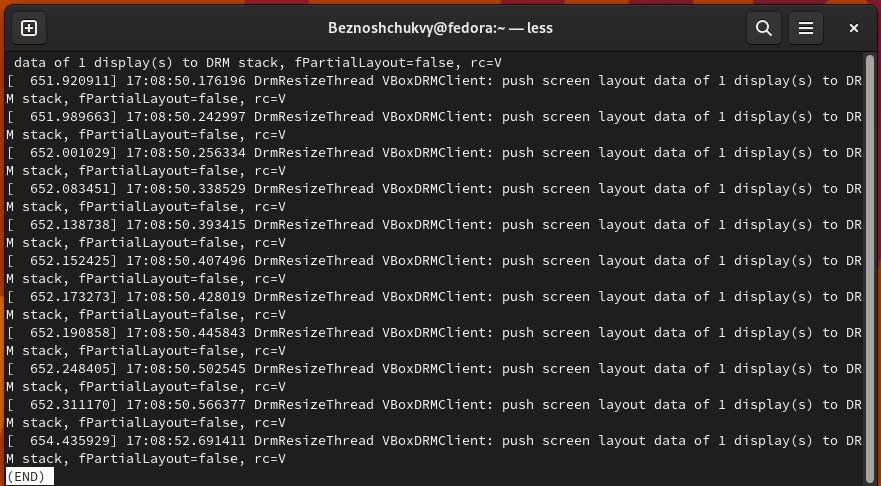 Beznoshchukvy@fedora:~ — less
 data of 1 display(s) to DRM stack, fPartialLayout=false, rc=V
[  651.920911] 17:08:50.176196 DrmResizeThread VBoxDRMClient: push screen layout data of 1 display(s) to DR
M stack, fPartialLayout=false, rc=V
[  651.989663] 17:08:50.242997 DrmResizeThread VBoxDRMClient: push screen layout data of 1 display(s) to DR
M stack, fPartialLayout=false, rc=V
[  652.001029] 17:08:50.256334 DrmResizeThread VBoxDRMClient: push screen layout data of 1 display(s) to DR
M stack, fPartialLayout=false, rc=V
[  652.083451] 17:08:50.338529 DrmResizeThread VBoxDRMClient: push screen layout data of 1 display(s) to DR
M stack, fPartialLayout=false, rc=V
[  652.138738] 17:08:50.393415 DrmResizeThread VBoxDRMClient: push screen layout data of 1 display(s) to DR
M stack, fPartialLayout=false, rc=V
[  652.152425] 17:08:50.407496 DrmResizeThread VBoxDRMClient: push screen layout data of 1 display(s) to DR
M stack, fPartialLayout=false, rc=V
[  652.173273] 17:08:50.428019 DrmResizeThread VBoxDRMClient: push screen layout data of 1 display(s) to DR
M stack, fPartialLayout=false, rc=V
[  652.190858] 17:08:50.445843 DrmResizeThread VBoxDRMClient: push screen layout data of 1 display(s) to DR
M stack, fPartialLayout=false, rc=V
[  652.248405] 17:08:50.502545 DrmResizeThread VBoxDRMClient: push screen layout data of 1 display(s) to DR
M stack, fPartialLayout=false, rc=V
[  652.311170] 17:08:50.566377 DrmResizeThread VBoxDRMClient: push screen layout data of 1 display(s) to DR
M stack, fPartialLayout=false, rc=V
[  654.435929] 17:08:52.691411 DrmResizeThread VBoxDRMClient: push screen layout data of 1 display(s) to DR
M stack, fPartialLayout=false, rc=V
(END)